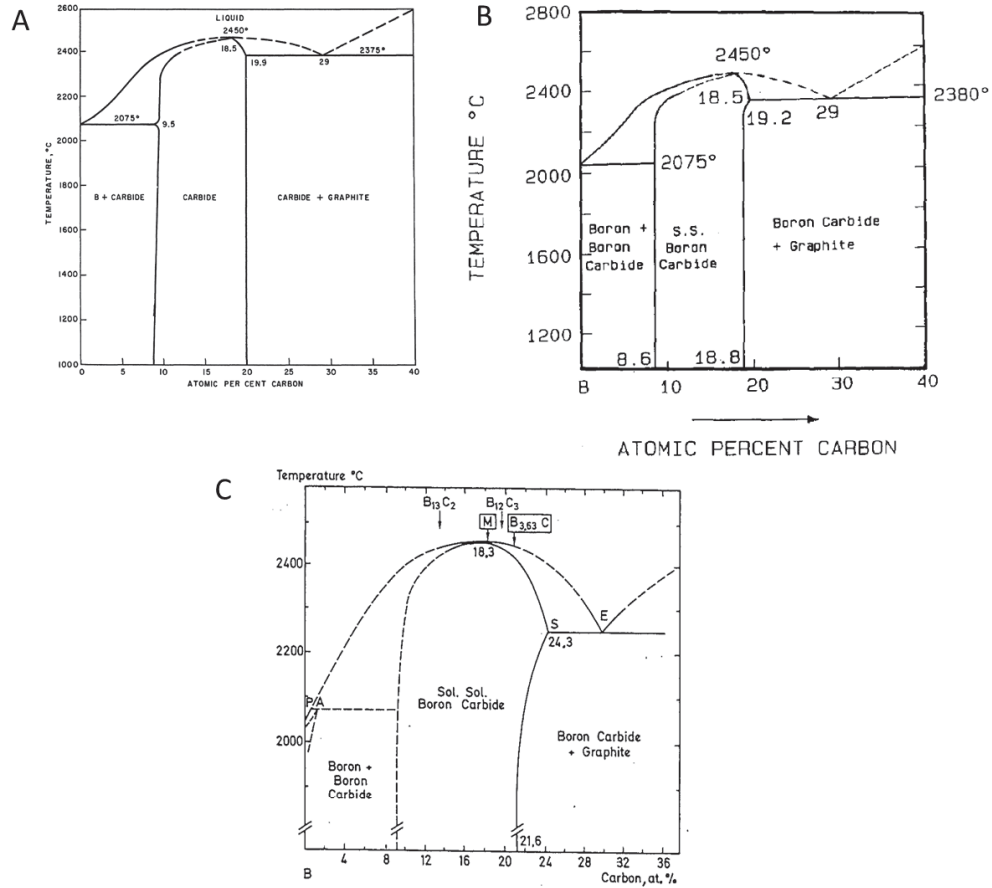 A
2600
2400
2200
2000
1800
1600
1400
1200
1000
TEMPERATURE, °C
LIQUID
2450°
18.5
2375°
19.9
29
2075°
9.5
B + CARBIDE
CARBIDE
CARBIDE + GRAPHITE
0
5
10
15
20
25
30
35
40
ATOMIC PER CENT CARBON
B
2800
2400
2000
1600
1200
TEMPERATURE °C
2450°
18.5
19.2
29
2380°
2075°
Boron +
Boron
Carbide
S.S.
Boron
Carbide
Boron Carbide
+ Graphite
8.6
18.8
B
10
20
30
40
ATOMIC PERCENT CARBON
C
Temperature °C
2400
2200
2000
B13C2
B12C3
M
B3,63 C
18,3
S
E
24,3
P
A
Sol. Sol.
Boron Carbide
Boron Carbide
+ Graphite
Boron +
Boron
Carbide
21,6
4
8
12
16
20
24
28
32
36
B
Carbon, at. %